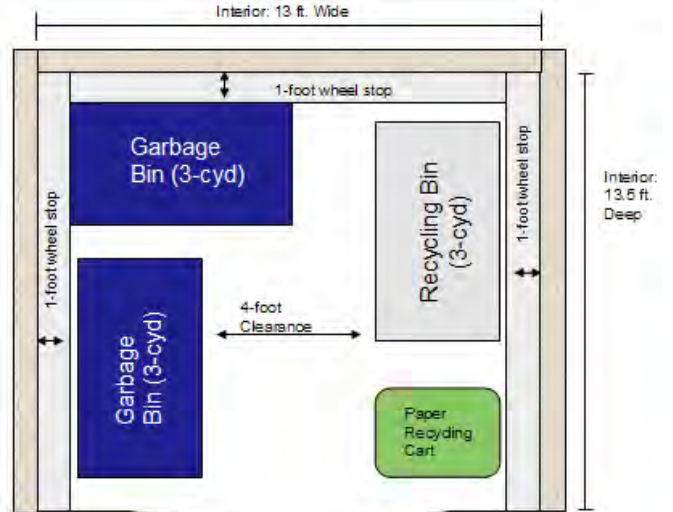 Interior: 13 ft. Wide
1-foot wheel stop
Garbage
Bin (3-cyd)
Recycling Bin
(3-cyd)
1-foot wheel stop
Interior:
13.5 ft.
Deep
1-foot wheel stop
4-foot
Clearance
Garbage
Bin (3-cyd)
Paper
Recycling
Cart